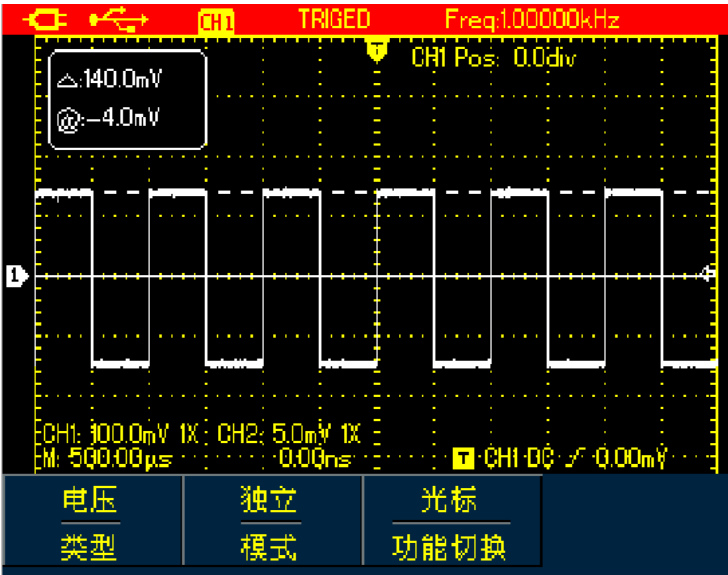 CH1 TRIGED Freq:1.00000kHz
T CH1 Pos: 0.0div
△:140.0mV
@:-4.0mV
1
CH1: 100.0mV 1X CH2: 5.0mV 1X
M: 500.00μs 0.00ns T CH1 DC 0.00mV
电压 独立 光标
类型 模式 功能切换